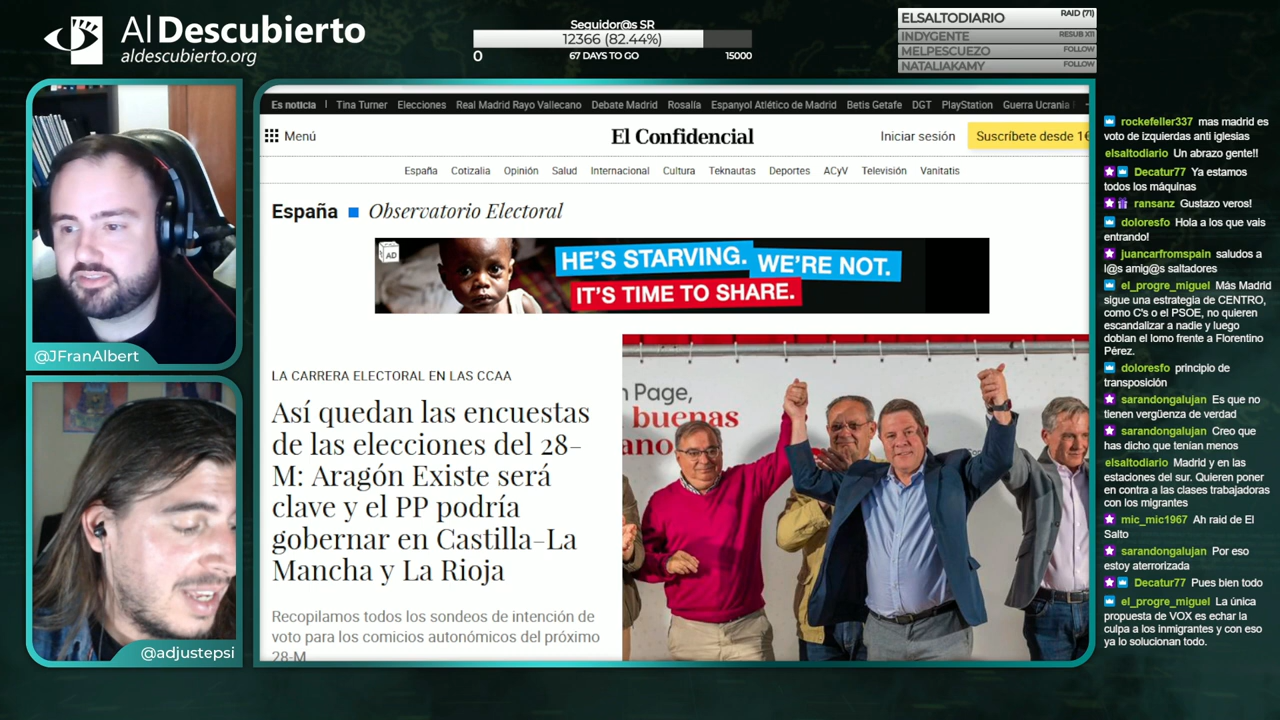 Al Descubierto
aldescubierto.org
Seguidor@s SR
12366 (82.44%)
0
67 DAYS TO GO
15000
ELSALTODIARIO RAID (71)
INDYGENTE RESUB X11
MELPESCUEZO FOLLOW
NATALIAKAMY FOLLOW
@JFranAlbert
@adjustepsi
Es noticia | Tina Turner Elecciones Real Madrid Rayo Vallecano Debate Madrid Rosalía Espanyol Atlético de Madrid Betis Getafe DGT PlayStation Guerra Ucrania
Menú
El Confidencial
Iniciar sesión
Suscríbete desde 1€
España Cotizalia Opinión Salud Internacional Cultura Teknautas Deportes ACyV Televisión Vanitatis
España Observatorio Electoral
AD
HE'S STARVING. WE'RE NOT.
IT'S TIME TO SHARE.
LA CARRERA ELECTORAL EN LAS CCAA
Así quedan las encuestas
de las elecciones del 28-
M: Aragón Existe será
clave y el PP podría
gobernar en Castilla-La
Mancha y La Rioja
Recopilamos todos los sondeos de intención de
voto para los comicios autonómicos del próximo
28-M
n Page,
buenas
ano
rockefeller337 mas madrid es
voto de izquierdas anti iglesias
elsaltodiario Un abrazo gente!!
Decatur77 Ya estamos
todos los máquinas
ransanz Gustazo veros!
doloresfo Hola a los que vais
entrando!
juancarfromspain saludos a
l@s amig@s saltadores
el_progre_miguel Más Madrid
sigue una estrategia de CENTRO,
como C's o el PSOE, no quieren
escandalizar a nadie y luego
doblan el lomo frente a Florentino
Pérez.
doloresfo principio de
transposición
sarandongalujan Es que no
tienen vergüenza de verdad
sarandongalujan Creo que
has dicho que tenían menos
elsaltodiario Madrid y en las
estaciones del sur. Quieren poner
en contra a las clases trabajadoras
con los migrantes
mic_mic1967 Ah raid de El
Salto
sarandongalujan Por eso
estoy aterrorizada
Decatur77 Pues bien todo
el_progre_miguel La única
propuesta de VOX es echar la
culpa a los inmigrantes y con eso
ya lo solucionan todo.